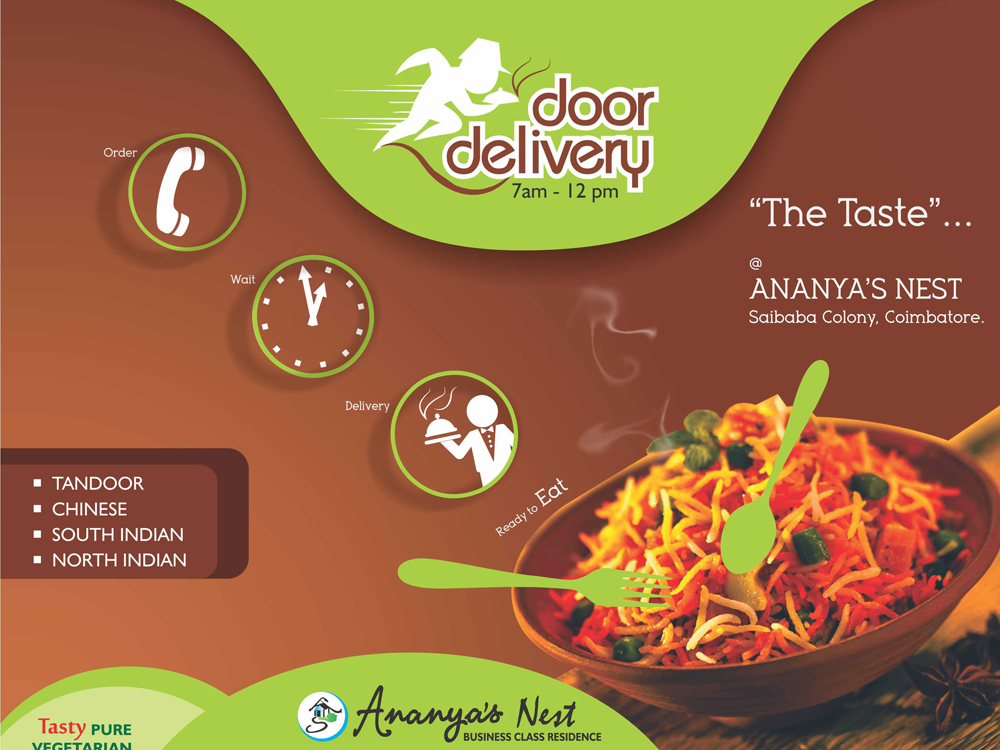 door
delivery
7am - 12 pm
Order
Wait
Delivery
Ready to Eat
"The Taste"...
@
ANANYA'S NEST
Saibaba Colony, Coimbatore.
TANDOOR
CHINESE
SOUTH INDIAN
NORTH INDIAN
Tasty PURE
VEGETARIAN
Ananya's Nest
BUSINESS CLASS RESIDENCE